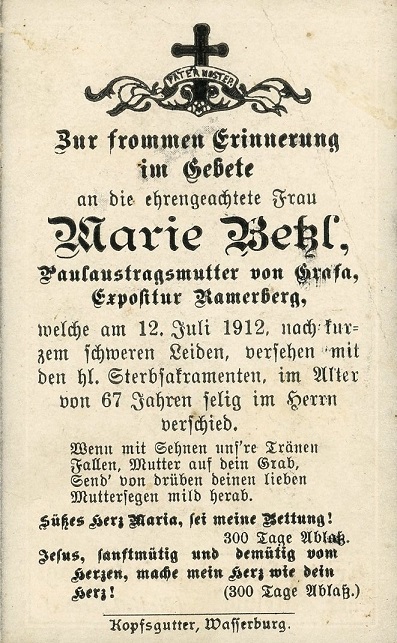 PATER NOSTER
Zur frommen Erinnerung
im Gebete
an die ehrengeachtete Frau
Marie Betzl,
Paulaustragsmutter von Grasa,
Expositur Ramerberg,
welche am 12. Juli 1912, nach kur-
zem schweren Leiden, versehen mit
den hl. Sterbsakramenten, im Alter
von 67 Jahren selig im Herrn
verschied.
Wenn mit Sehnen uns're Tränen
Fallen, Mutter auf dein Grab,
Send' von drüben deinen lieben
Muttersegen mild herab.
Süßes Herz Maria, sei meine Rettung!
300 Tage Ablaß.
Jesus, sanftmütig und demütig vom
Herzen, mache mein Herz wie dein
Herz! (300 Tage Ablaß.)
Kopfsgutter, Wasserburg.